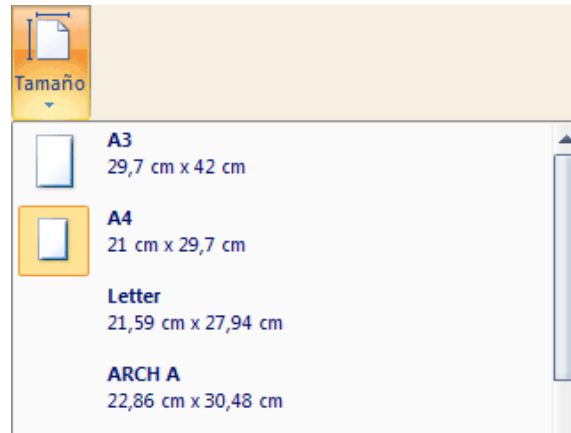 Tamaño
A3
29,7 cm x 42 cm
A4
21 cm x 29,7 cm
Letter
21,59 cm x 27,94 cm
ARCH A
22,86 cm x 30,48 cm